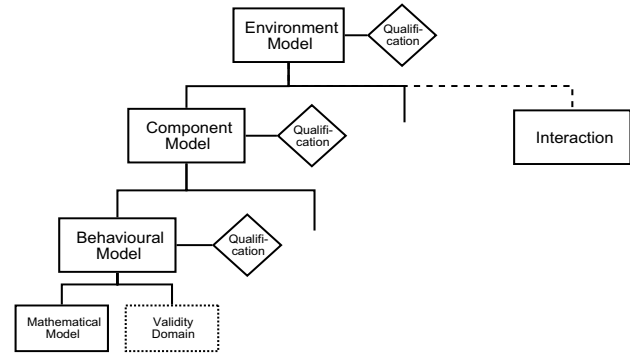 Environment
Model
Qualifi-
cation
Component
Model
Qualifi-
cation
Interaction
Behavioural
Model
Qualifi-
cation
Mathematical
Model
Validity
Domain